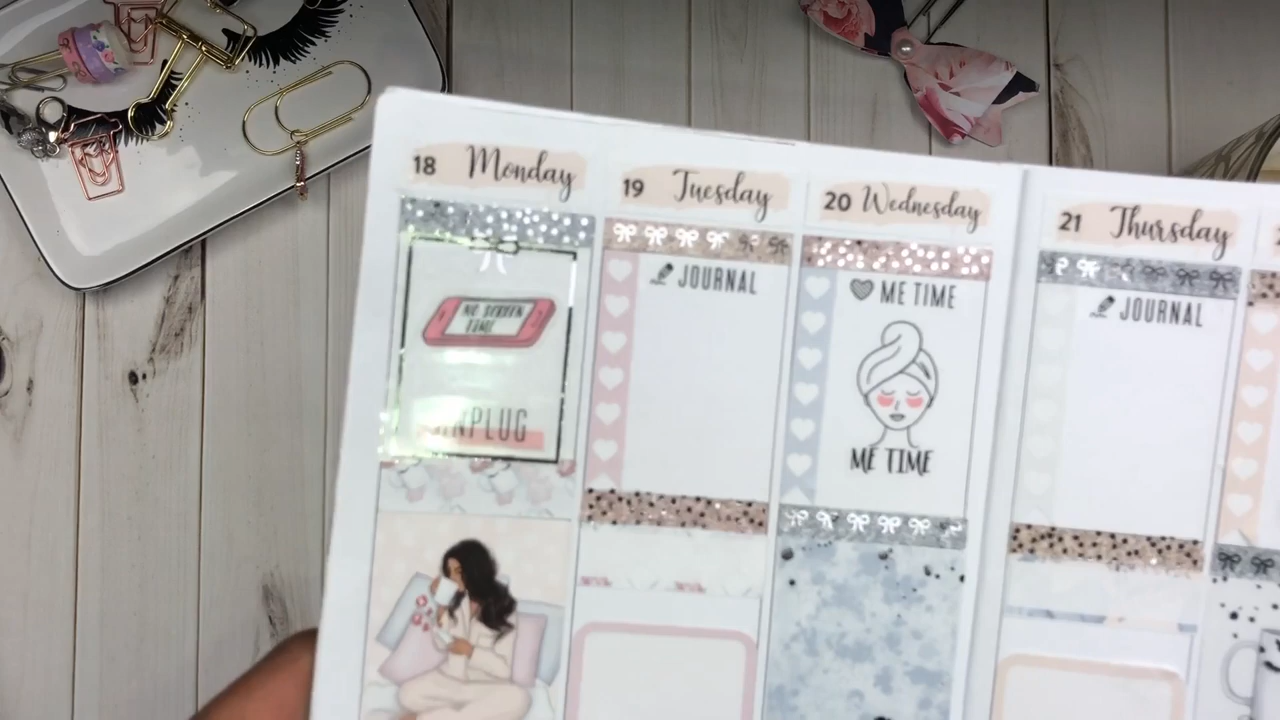 18 Monday
NO SCREEN
TIME
UNPLUG
19 Tuesday
JOURNAL
20 Wednesday
ME TIME
ME TIME
21 Thursday
JOURNAL